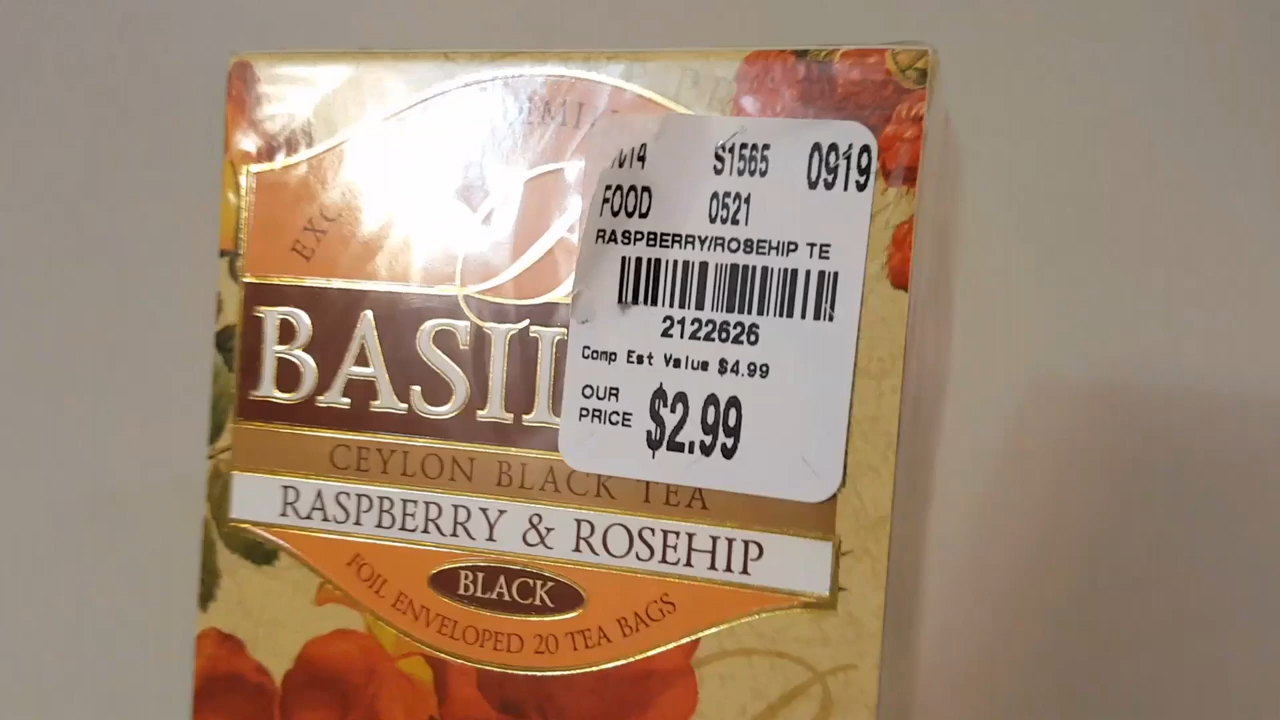 S1565 0919
FOOD 0521
RASPBERRY/ROSEHIP TE
2122626
Comp Est Value $4.99
OUR
PRICE $2.99
EXC
BASIL
CEYLON BLACK TEA
RASPBERRY & ROSEHIP
BLACK
FOIL ENVELOPED 20 TEA BAGS